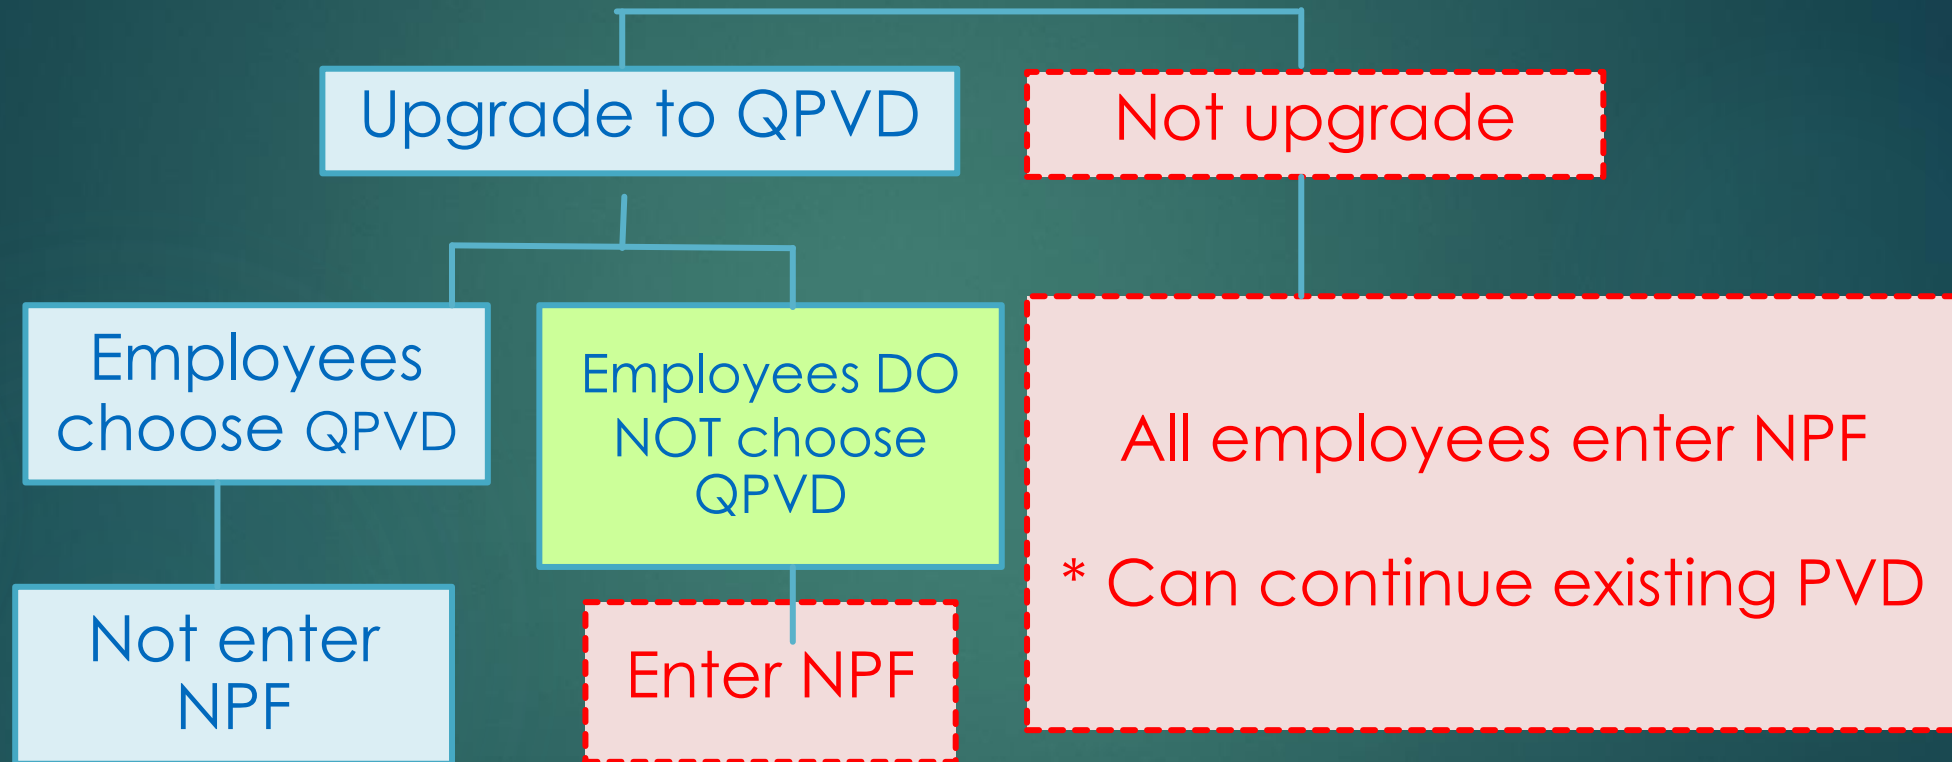 Upgrade to QPVD
Not upgrade
Employees
choose QPVD
Employees DO
NOT choose
QPVD
All employees enter NPF
* Can continue existing PVD
Not enter
NPF
Enter NPF